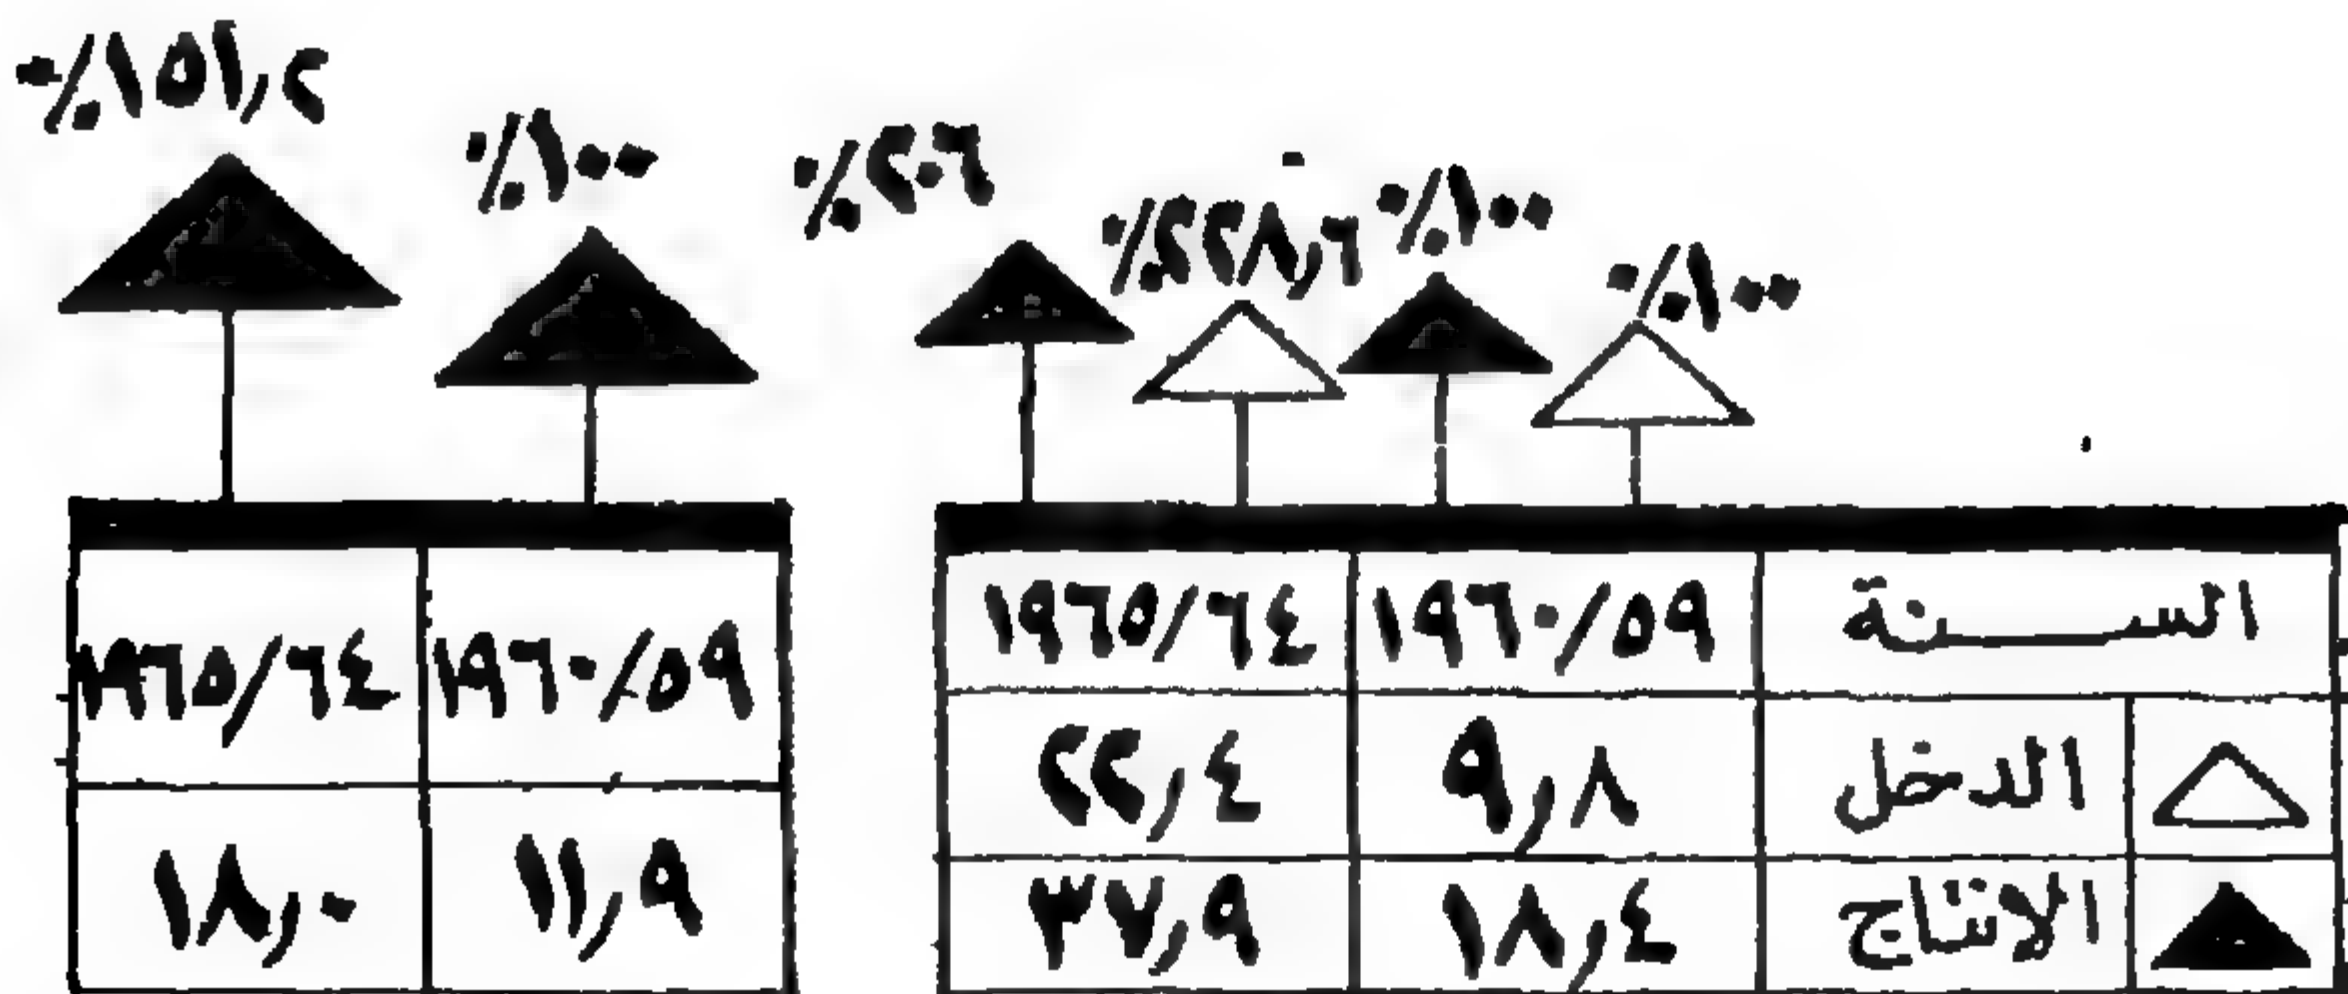 ٪١٠٠
٪١٠٠
٪٢٢٨,٦
٪٢٠٦
السنة ١٩٦٠/٥٩ ١٩٦٥/٦٤
الدخل ٩,٨ ٢٢,٤
الانتاج ١٨,٤ ٣٧,٩
٪١٠٠
٪١٥١,٢
١٩٦٠/٥٩ ١٩٦٥/٦٤
١١,٩ ١٨,٠